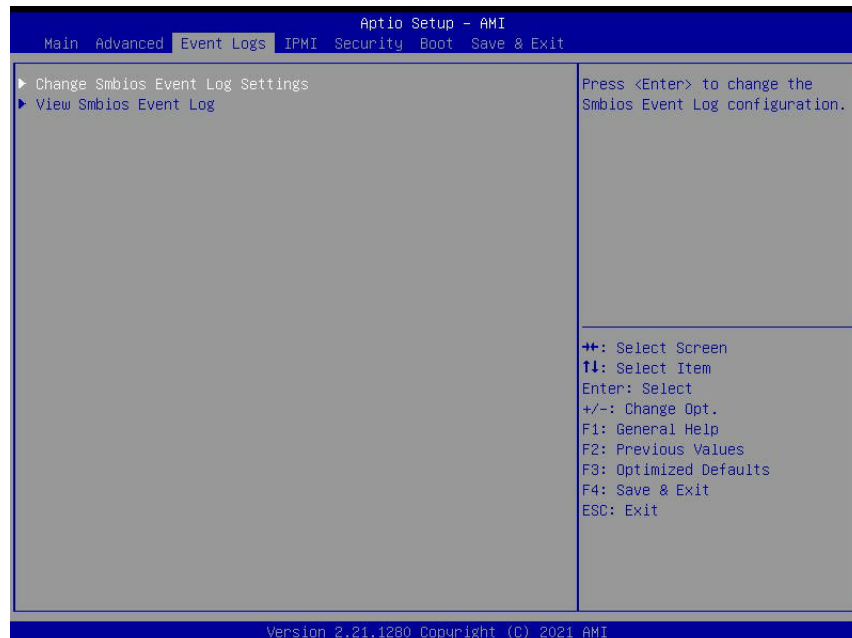 Aptio Setup – AMI
Main Advanced Event Logs IPMI Security Boot Save & Exit
▶ Change Smbios Event Log Settings
▶ View Smbios Event Log
Press <Enter> to change the
Smbios Event Log configuration.
→←: Select Screen
↑↓: Select Item
Enter: Select
+/-: Change Opt.
F1: General Help
F2: Previous Values
F3: Optimized Defaults
F4: Save & Exit
ESC: Exit
Version 2.21.1280 Copyright (C) 2021 AMI